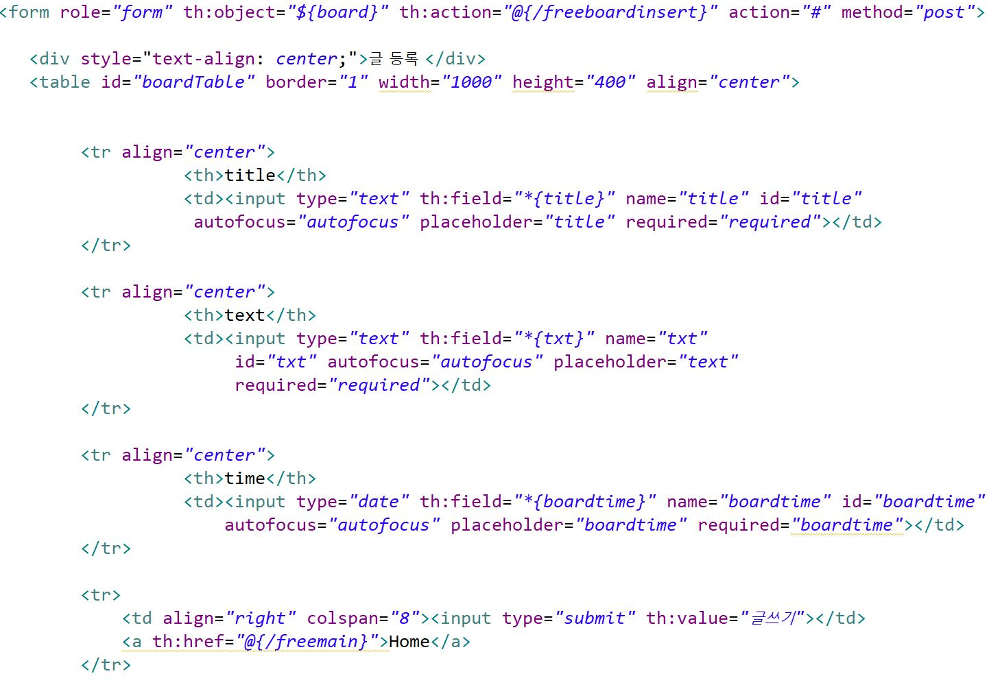 <form role="form" th:object="${board}" th:action="@{/freeboardinsert}" action="#" method="post">
<div style="text-align: center;">글 등록 </div>
<table id="boardTable" border="1" width="1000" height="400" align="center">
<tr align="center">
<th>title</th>
<td><input type="text" th:field="*{title}" name="title" id="title"
autofocus="autofocus" placeholder="title" required="required"></td>
</tr>
<tr align="center">
<th>text</th>
<td><input type="text" th:field="*{txt}" name="txt"
id="txt" autofocus="autofocus" placeholder="text"
required="required"></td>
</tr>
<tr align="center">
<th>time</th>
<td><input type="date" th:field="*{boardtime}" name="boardtime" id="boardtime"
autofocus="autofocus" placeholder="boardtime" required="boardtime"></td>
</tr>
<tr>
<td align="right" colspan="8"><input type="submit" th:value="글쓰기"></td>
<a th:href="@{/freemain}">Home</a>
</tr>